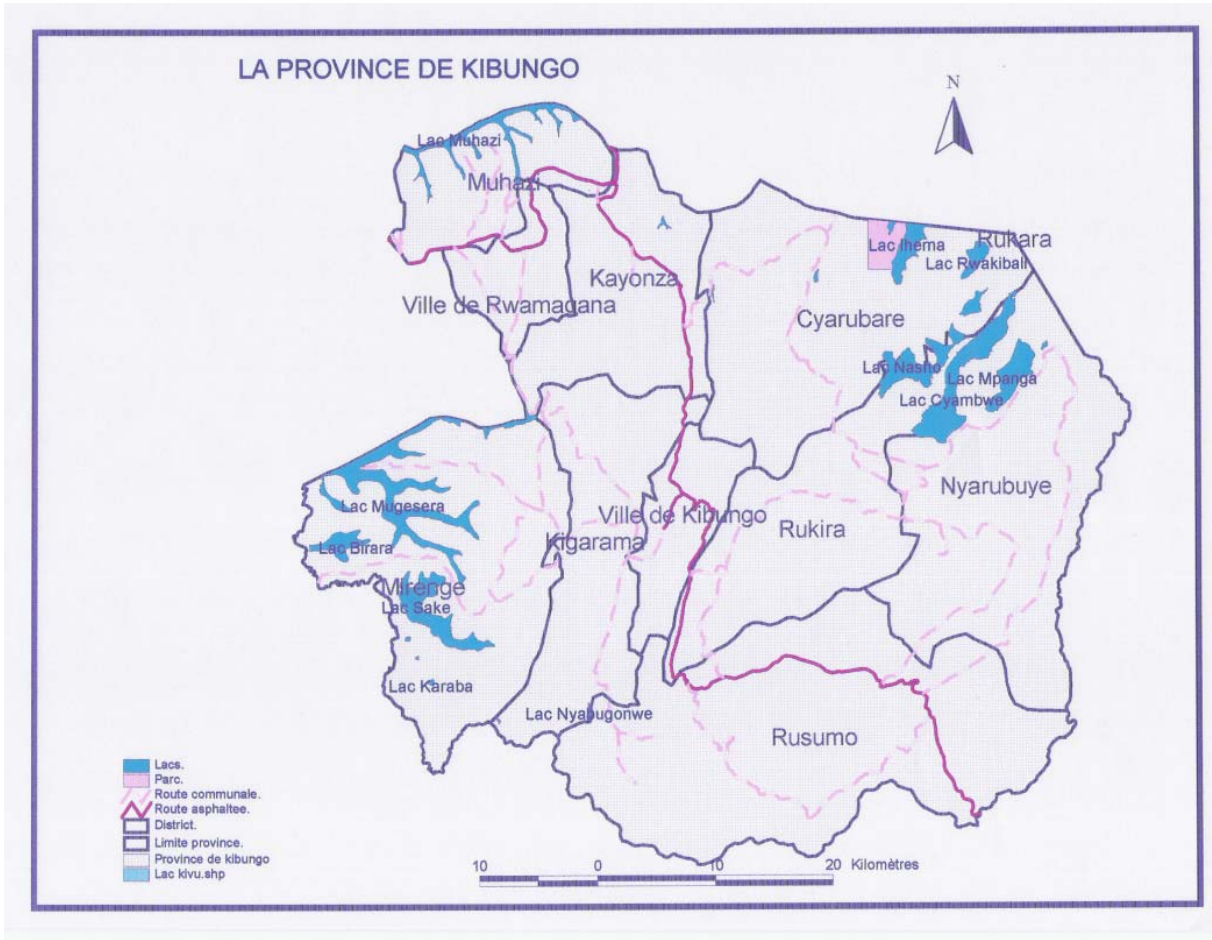 LA PROVINCE DE KIBUNGO
N
Lac Muhazi
Muhazi
Rukara
Lac Ihema
Lac Rwakibali
Kayonza
Ville de Rwamagana
Cyarubare
Lac Nasho
Lac Mpanga
Lac Cyambwe
Nyarubuye
Lac Mugesera
Ville de Kibungo
Rukira
Kigarama
Lac Birara
Mirenge
Lac Sake
Lac Karaba
Lac Nyabugonwe
Rusumo
Lacs.
Parc.
Route communale.
Route asphaltee.
District.
Limite province.
Province de kibungo
Lac kivu.shp
10 0 10 20 Kilomètres